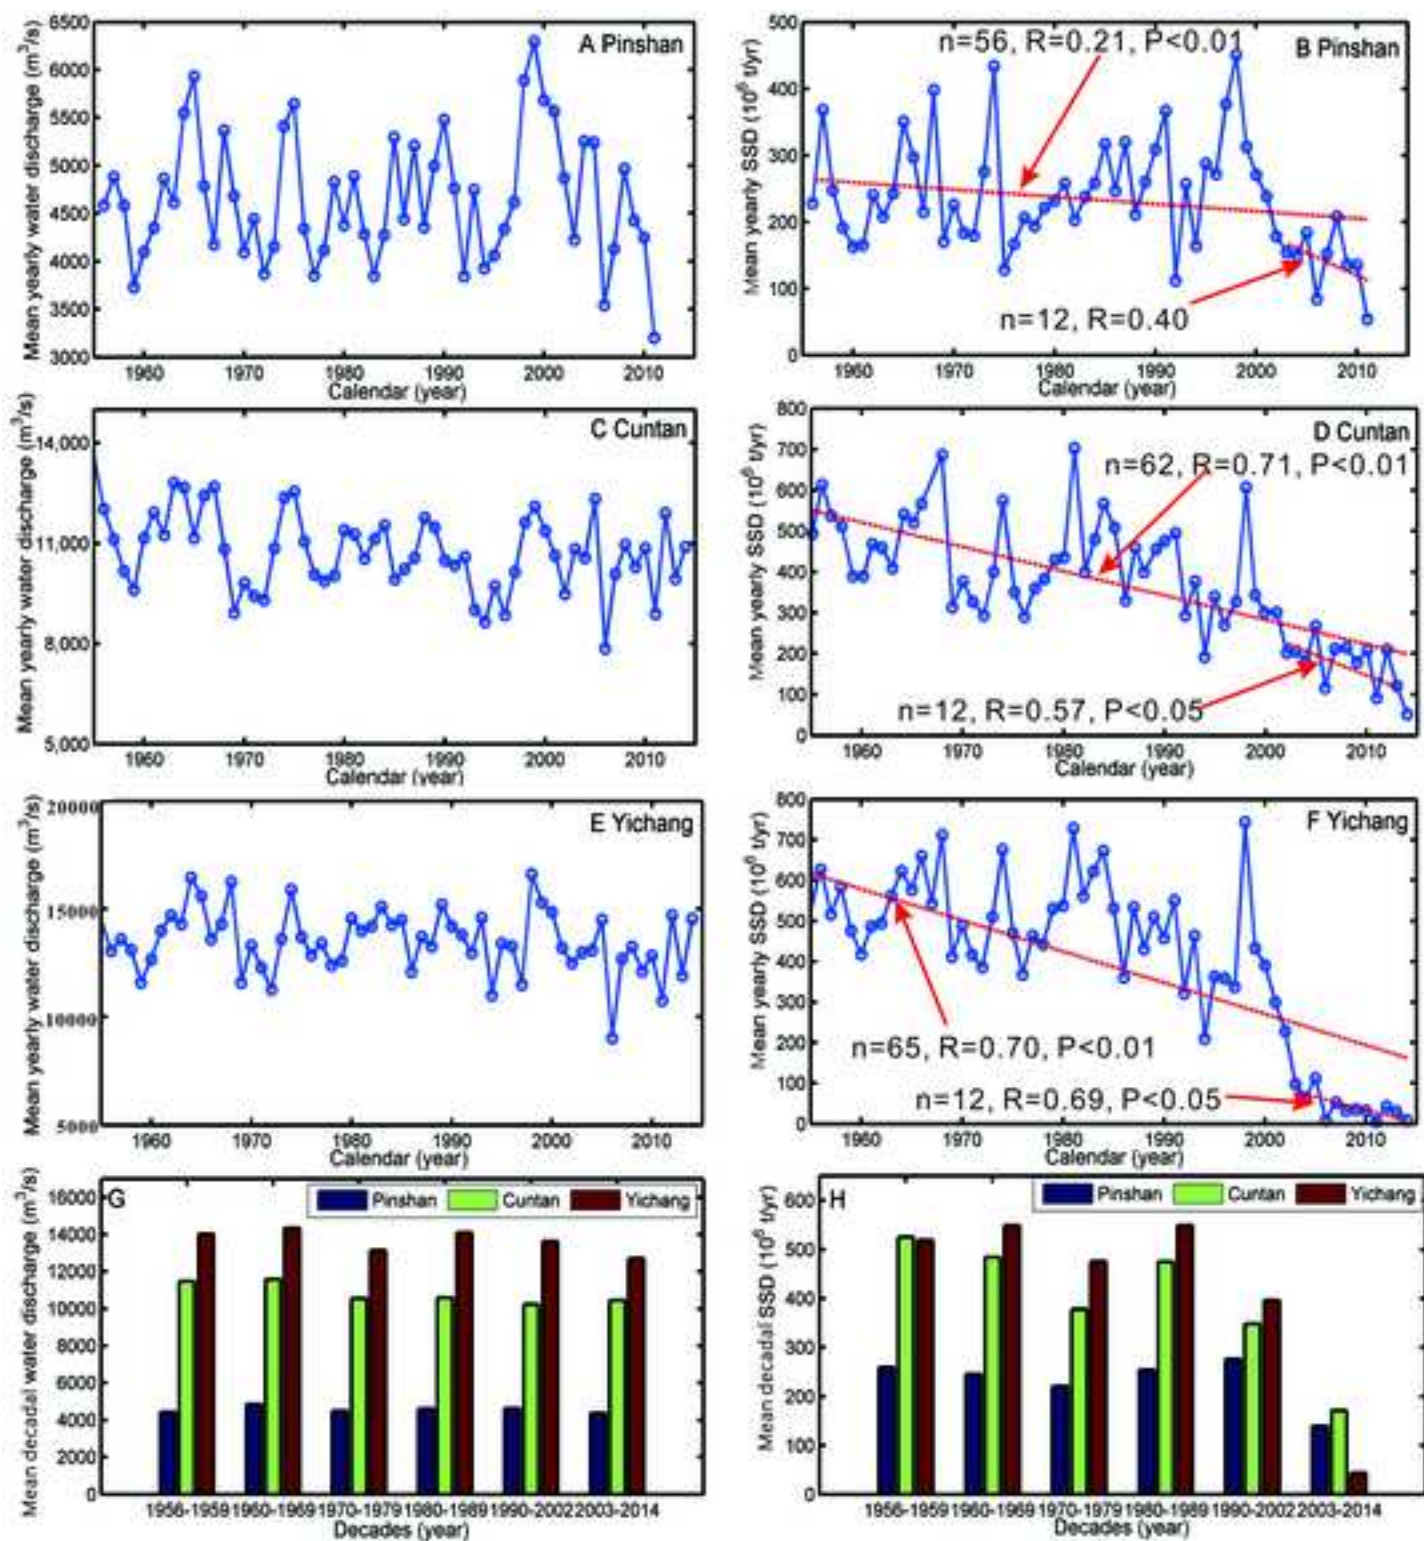 A Pinshan
Mean yearly water discharge (m³/s)
6500
6000
5500
5000
4500
4000
3500
3000
1960 1970 1980 1990 2000 2010
Calendar (year)
n=56, R=0.21, P<0.01
B Pinshan
Mean yearly SSD (10⁶ t/yr)
500
400
300
200
100
0
n=12, R=0.40
1960 1970 1980 1990 2000 2010
Calendar (year)
C Cuntan
Mean yearly water discharge (m³/s)
14,000
11,000
8,000
5,000
1960 1970 1980 1990 2000 2010
Calendar (year)
D Cuntan
n=62, R=0.71, P<0.01
Mean yearly SSD (10⁶ t/yr)
800
700
600
500
400
300
200
100
0
n=12, R=0.57, P<0.05
1960 1970 1980 1990 2000 2010
Calendar (year)
E Yichang
Mean yearly water discharge (m³/s)
20000
15000
10000
5000
1960 1970 1980 1990 2000 2010
Calendar (year)
F Yichang
Mean yearly SSD (10⁶ t/yr)
800
700
600
500
400
300
200
100
0
n=65, R=0.70, P<0.01
n=12, R=0.69, P<0.05
1960 1970 1980 1990 2000 2010
Calendar (year)
G
Pinshan Cuntan Yichang
Mean decadal water discharge (m³/s)
16000
14000
12000
10000
8000
6000
4000
2000
0
1956-1959 1960-1969 1970-1979 1980-1989 1990-2002 2003-2014
Decades (year)
H
Pinshan Cuntan Yichang
Mean decadal SSD (10⁶ t/yr)
600
500
400
300
200
100
0
1956-1959 1960-1969 1970-1979 1980-1989 1990-2002 2003-2014
Decades (year)